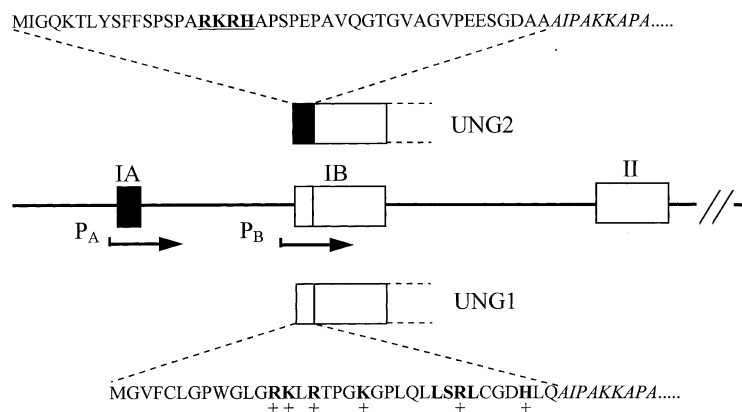 MIGQKTLYSFFSPSPARKRHAPSPEPAVQGTGVAGVPEESGDAAAIPAKKAPA.....
UNG2
IA IB II
PA PB
UNG1
MGVFCLGPWGLGRKLRTPGKGPLQLLSRLCGDHLQAIPAKKAPA.....
+ + + + + +